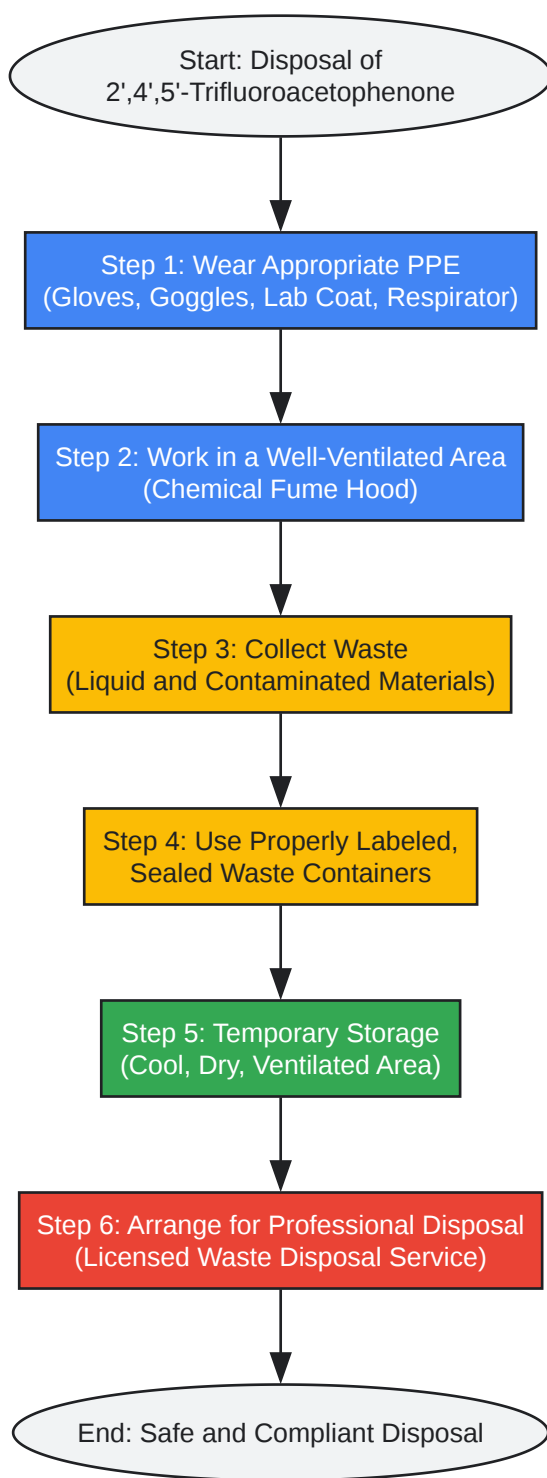 Start: Disposal of
2',4',5'-Trifluoroacetophenone
Step 1: Wear Appropriate PPE
(Gloves, Goggles, Lab Coat, Respirator)
Step 2: Work in a Well-Ventilated Area
(Chemical Fume Hood)
Step 3: Collect Waste
(Liquid and Contaminated Materials)
Step 4: Use Properly Labeled,
Sealed Waste Containers
Step 5: Temporary Storage
(Cool, Dry, Ventilated Area)
Step 6: Arrange for Professional Disposal
(Licensed Waste Disposal Service)
End: Safe and Compliant Disposal